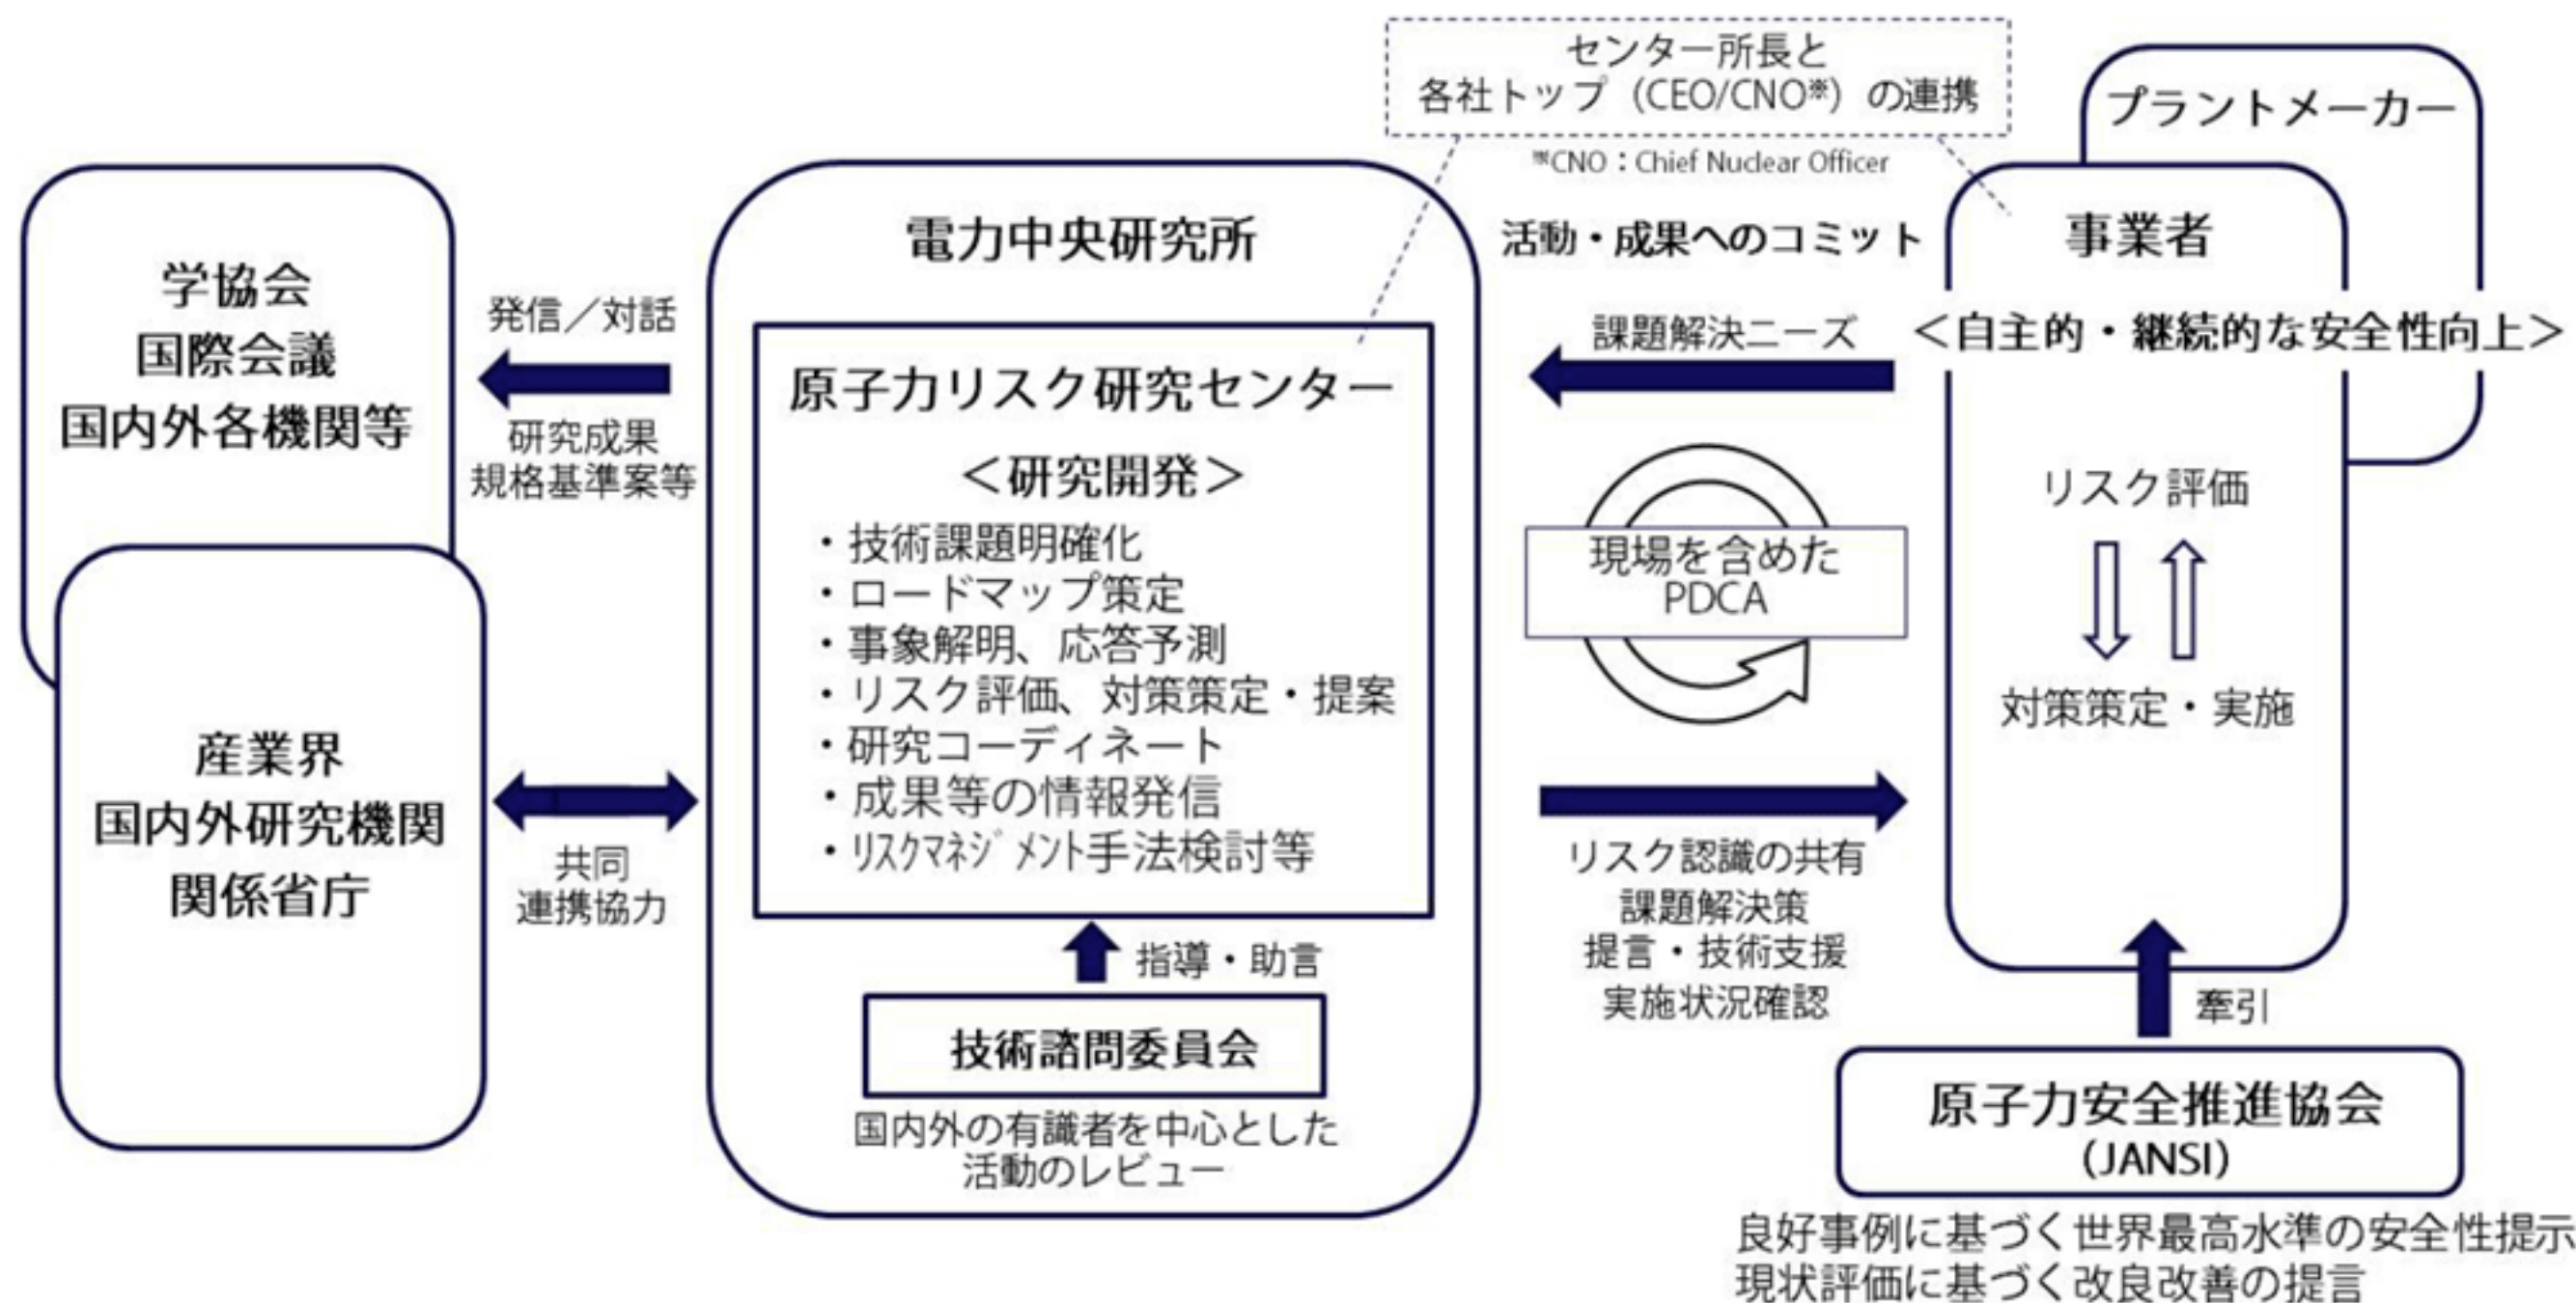 センター所長と
各社トップ（CEO/CNO※）の連携
※CNO：Chief Nuclear Officer
プラントメーカー
学協会
国際会議
国内外各機関等
発信／対話
研究成果
規格基準案等
産業界
国内外研究機関
関係省庁
共同
連携協力
電力中央研究所
原子力リスク研究センター
＜研究開発＞
・技術課題明確化
・ロードマップ策定
・事象解明、応答予測
・リスク評価、対策策定・提案
・研究コーディネート
・成果等の情報発信
・ﾘｽｸﾏﾈｼﾞﾒﾝﾄ手法検討等
指導・助言
技術諮問委員会
国内外の有識者を中心とした
活動のレビュー
活動・成果へのコミット
課題解決ニーズ
現場を含めた
PDCA
リスク認識の共有
課題解決策
提言・技術支援
実施状況確認
事業者
＜自主的・継続的な安全性向上＞
リスク評価
対策策定・実施
牽引
原子力安全推進協会
(JANSI)
良好事例に基づく世界最高水準の安全性提示
現状評価に基づく改良改善の提言